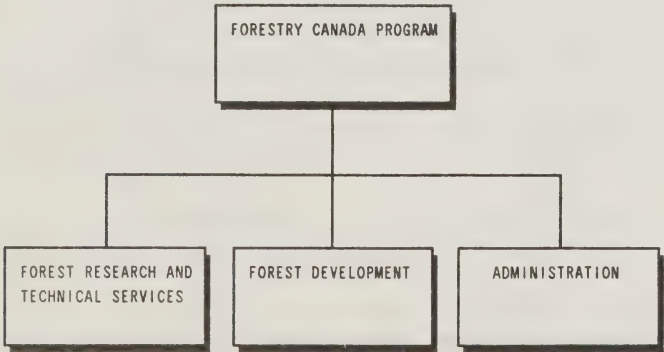 FORESTRY CANADA PROGRAM
FOREST RESEARCH AND
TECHNICAL SERVICES
FOREST DEVELOPMENT
ADMINISTRATION